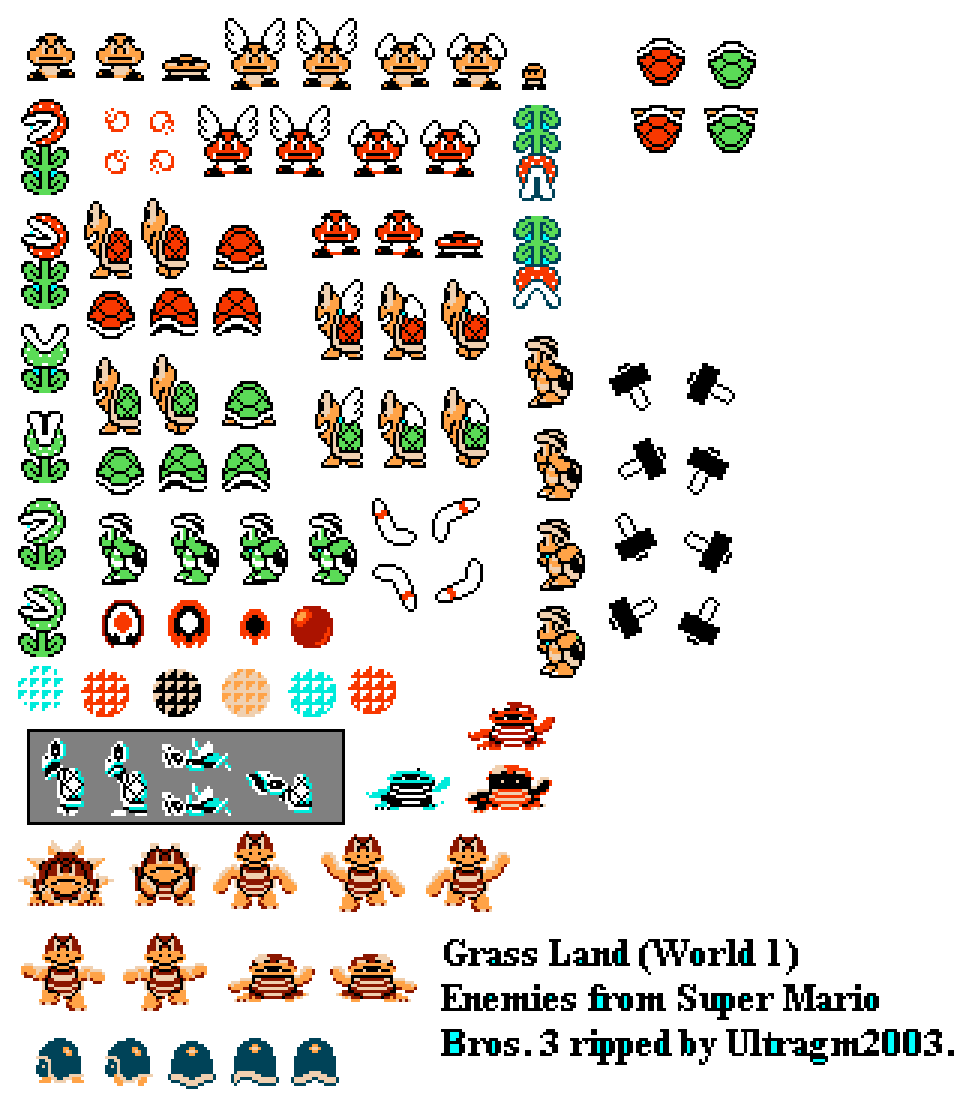 Grass Land (World 1)
Enemies from Super Mario
Bros. 3 ripped by Ultragm2003.